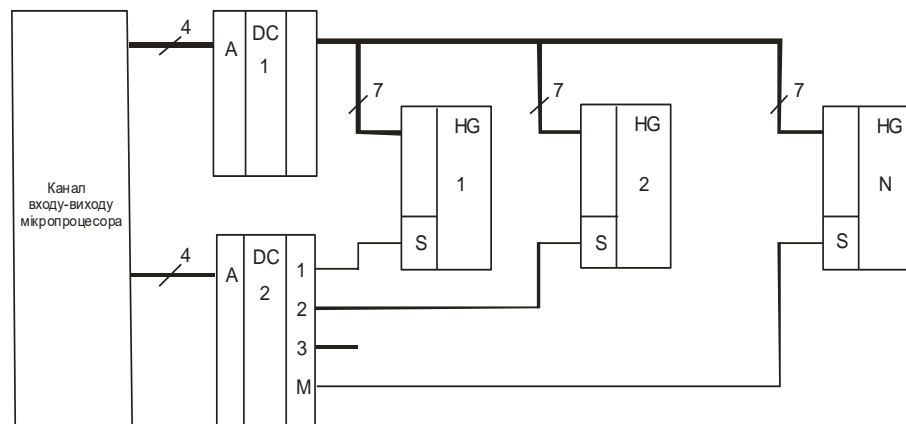 4
A
DC
1
7
7
7
HG
1
S
HG
2
S
HG
N
S
Канал
входу-виходу
мікропроцесора
4
A
DC
2
1
2
3
M